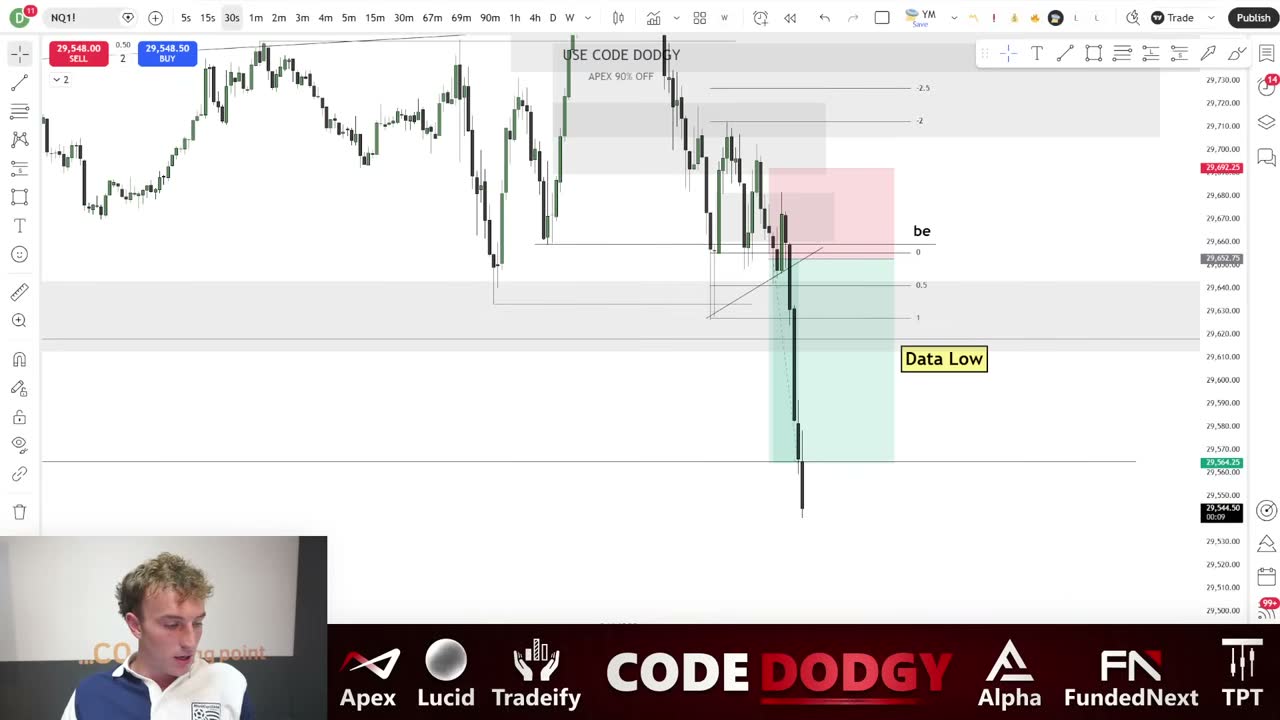 D 11 NQ1! 5s 15s 30s 1m 2m 3m 4m 5m 15m 30m 67m 69m 90m 1h 4h D W YM Save Trade Publish
29,548.00 SELL
0.50
2
29,548.50 BUY
2
USE CODE DODGY
APEX 90% OFF
-2.5
-2
be
0
0.5
1
Data Low
29,730.00
29,720.00
29,710.00
29,700.00
29,692.25
29,680.00
29,670.00
29,660.00
29,652.75
29,640.00
29,630.00
29,620.00
29,610.00
29,600.00
29,590.00
29,580.00
29,570.00
29,564.25
29,560.00
29,550.00
29,544.50
00:09
29,530.00
29,520.00
29,510.00
29,500.00
14
99+
Apex
Lucid
Tradeify
CODE DODGY
Alpha
FundedNext
TPT